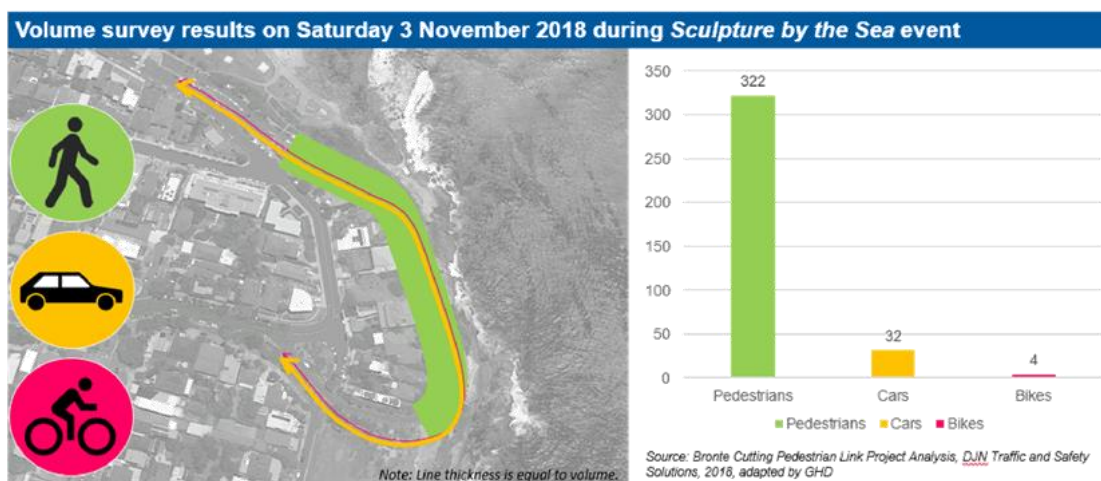 Volume survey results on Saturday 3 November 2018 during Sculpture by the Sea event
Note: Line thickness is equal to volume.
350
300
250
200
150
100
50
0
322
32
4
Pedestrians
Cars
Bikes
Pedestrians
Cars
Bikes
Source: Bronte Cutting Pedestrian Link Project Analysis, DJN Traffic and Safety
Solutions, 2018, adapted by GHD